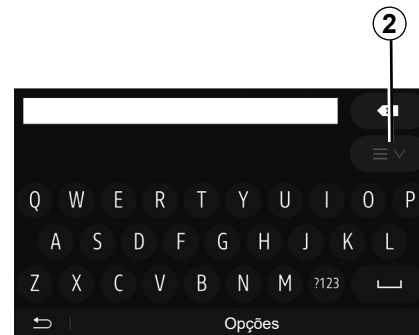 2
Q W E R T Y U I O P
A S D F G H J K L
Z X C V B N M ?123
Opções